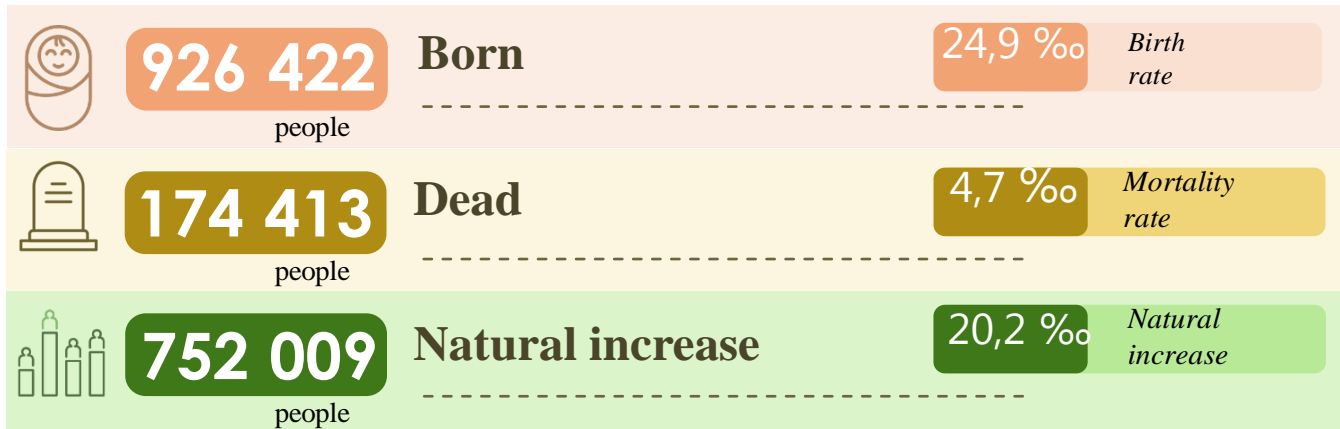 926 422
people
Born
24,9 ‰
Birth
rate
174 413
people
Dead
4,7 ‰
Mortality
rate
752 009
people
Natural increase
20,2 ‰
Natural
increase